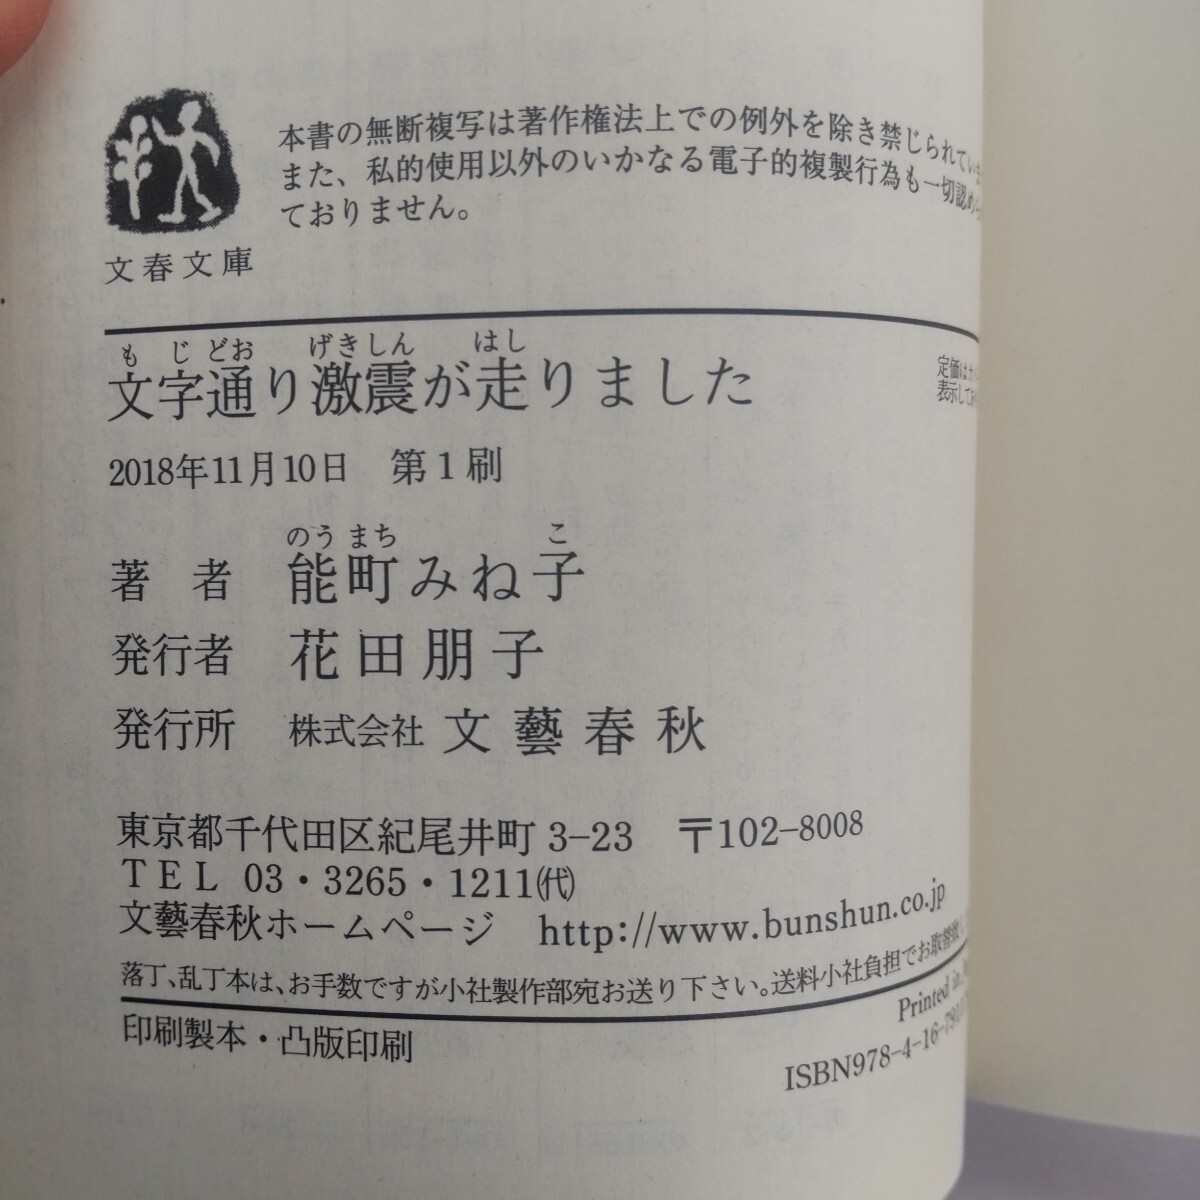 本書の無断複写は著作権法上での例外を除き禁じられていま
また、私的使用以外のいかなる電子的複製行為も一切認めら
ておりません。
文春文庫
定価はカ
表示して
もじどお げきしん はし
文字通り激震が走りました
2018年11月10日 第1刷
のうまち こ
著者 能町みね子
発行者 花田朋子
発行所 株式会社 文藝春秋
東京都千代田区紀尾井町3-23 〒102-8008
TEL 03・3265・1211㈹
文藝春秋ホームページ http://www.bunshun.co.jp
落丁、乱丁本は、お手数ですが小社製作部宛お送り下さい。送料小社負担でお取替致し
印刷製本・凸版印刷
Printed in
ISBN978-4-16-791